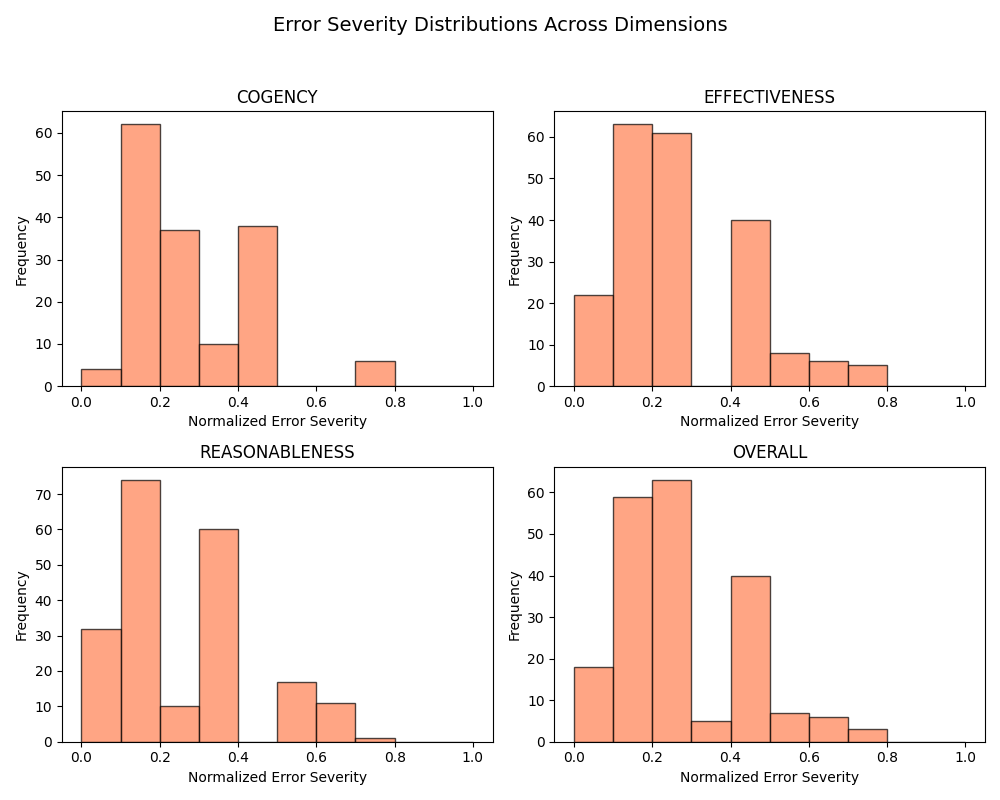 Error Severity Distributions Across Dimensions
COGENCY
Frequency
60
50
40
30
20
10
0
0.0 0.2 0.4 0.6 0.8 1.0
Normalized Error Severity
EFFECTIVENESS
Frequency
60
50
40
30
20
10
0
0.0 0.2 0.4 0.6 0.8 1.0
Normalized Error Severity
REASONABLENESS
Frequency
70
60
50
40
30
20
10
0
0.0 0.2 0.4 0.6 0.8 1.0
Normalized Error Severity
OVERALL
Frequency
60
50
40
30
20
10
0
0.0 0.2 0.4 0.6 0.8 1.0
Normalized Error Severity